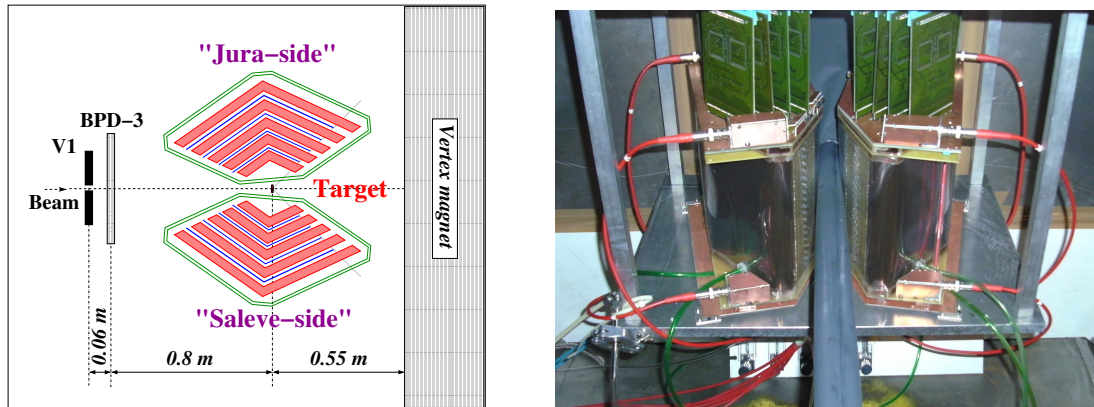 "Jura-side"
BPD-3
V1
Target
Beam
Vertex magnet
"Saleve-side"
0.06 m
0.8 m
0.55 m